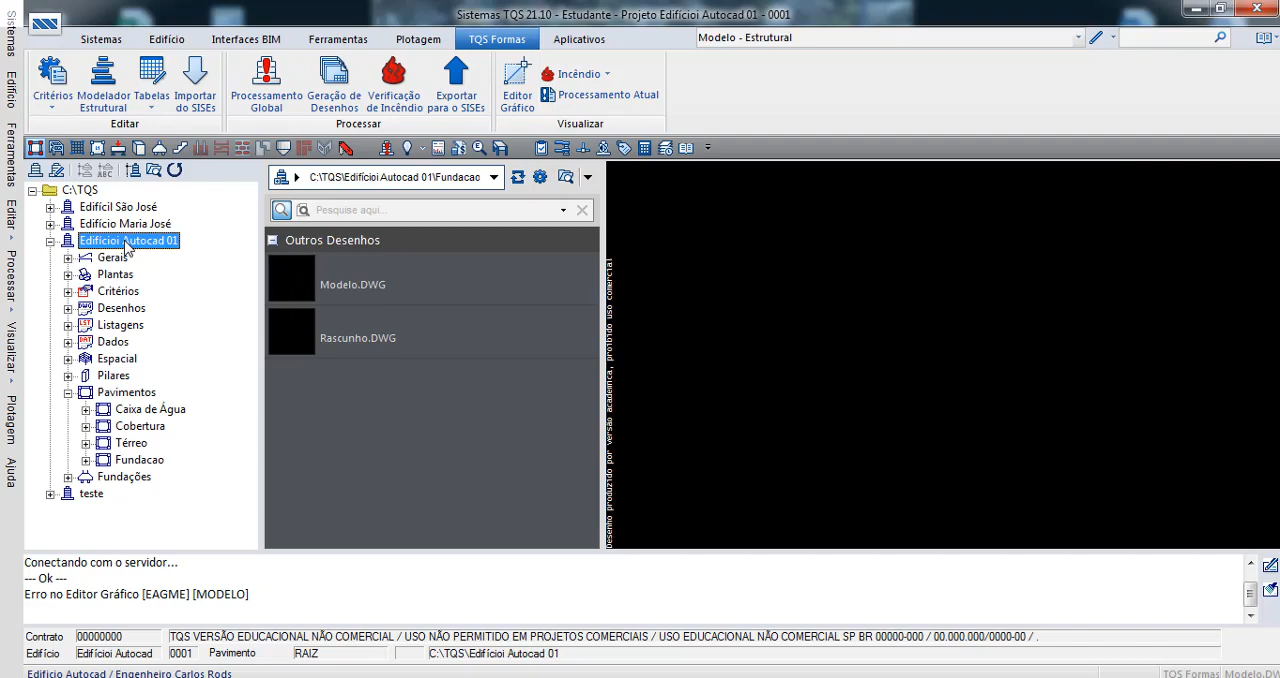 Sistemas TQS 21.10 - Estudante - Projeto Edifícioi Autocad 01 - 0001
Sistemas
Edifício
Interfaces BIM
Ferramentas
Plotagem
TQS Formas
Aplicativos
Modelo - Estrutural
Critérios
Modelador Estrutural
Tabelas
Importar do SISEs
Editar
Processamento Global
Geração de Desenhos
Verificação de Incêndio
Exportar para o SISEs
Processar
Editor Gráfico
Incêndio
Processamento Atual
Visualizar
Sistemas
Edifício
Ferramentas
Editar
Processar
Visualizar
Plotagem
Ajuda
C:\TQS
Edifícil São José
Edifício Maria José
Edifícioi Autocad 01
Gerais
Plantas
Critérios
Desenhos
Listagens
Dados
Espacial
Pilares
Pavimentos
Caixa de Água
Cobertura
Térreo
Fundacao
Fundações
teste
C:\TQS\Edifícioi Autocad 01\Fundacao
Pesquise aqui...
Outros Desenhos
Modelo.DWG
Rascunho.DWG
Desenho produzido por versão acadêmica, proibido uso comercial
Conectando com o servidor...
--- Ok ---
Erro no Editor Gráfico [EAGME] [MODELO]
Contrato 00000000 TQS VERSÃO EDUCACIONAL NÃO COMERCIAL / USO NÃO PERMITIDO EM PROJETOS COMERCIAIS / USO EDUCACIONAL NÃO COMERCIAL SP BR 00000-000 / 00.000.000/0000-00 / .
Edifício Edifícioi Autocad 0001 Pavimento RAIZ C:\TQS\Edifícioi Autocad 01
Edificio Autocad / Engenheiro Carlos Rods TQS Formas Modelo.DW